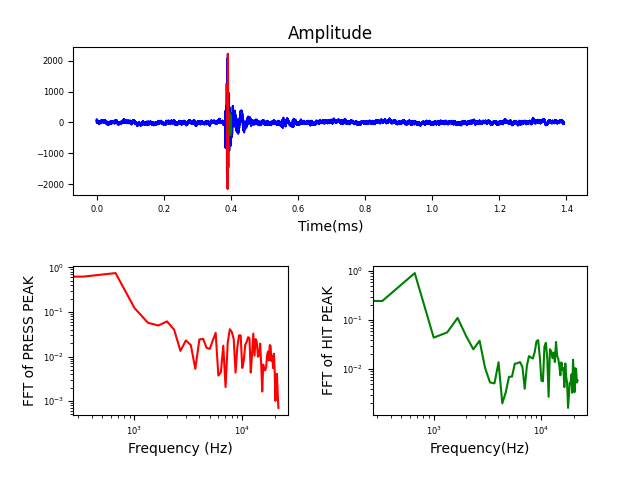 Amplitude
2000
1000
0
−1000
−2000
0.0 0.2 0.4 0.6 0.8 1.0 1.2 1.4
Time(ms)
FFT of PRESS PEAK
10⁰
10⁻¹
10⁻²
10⁻³
10³ 10⁴
Frequency (Hz)
FFT of HIT PEAK
10⁰
10⁻¹
10⁻²
10³ 10⁴
Frequency(Hz)